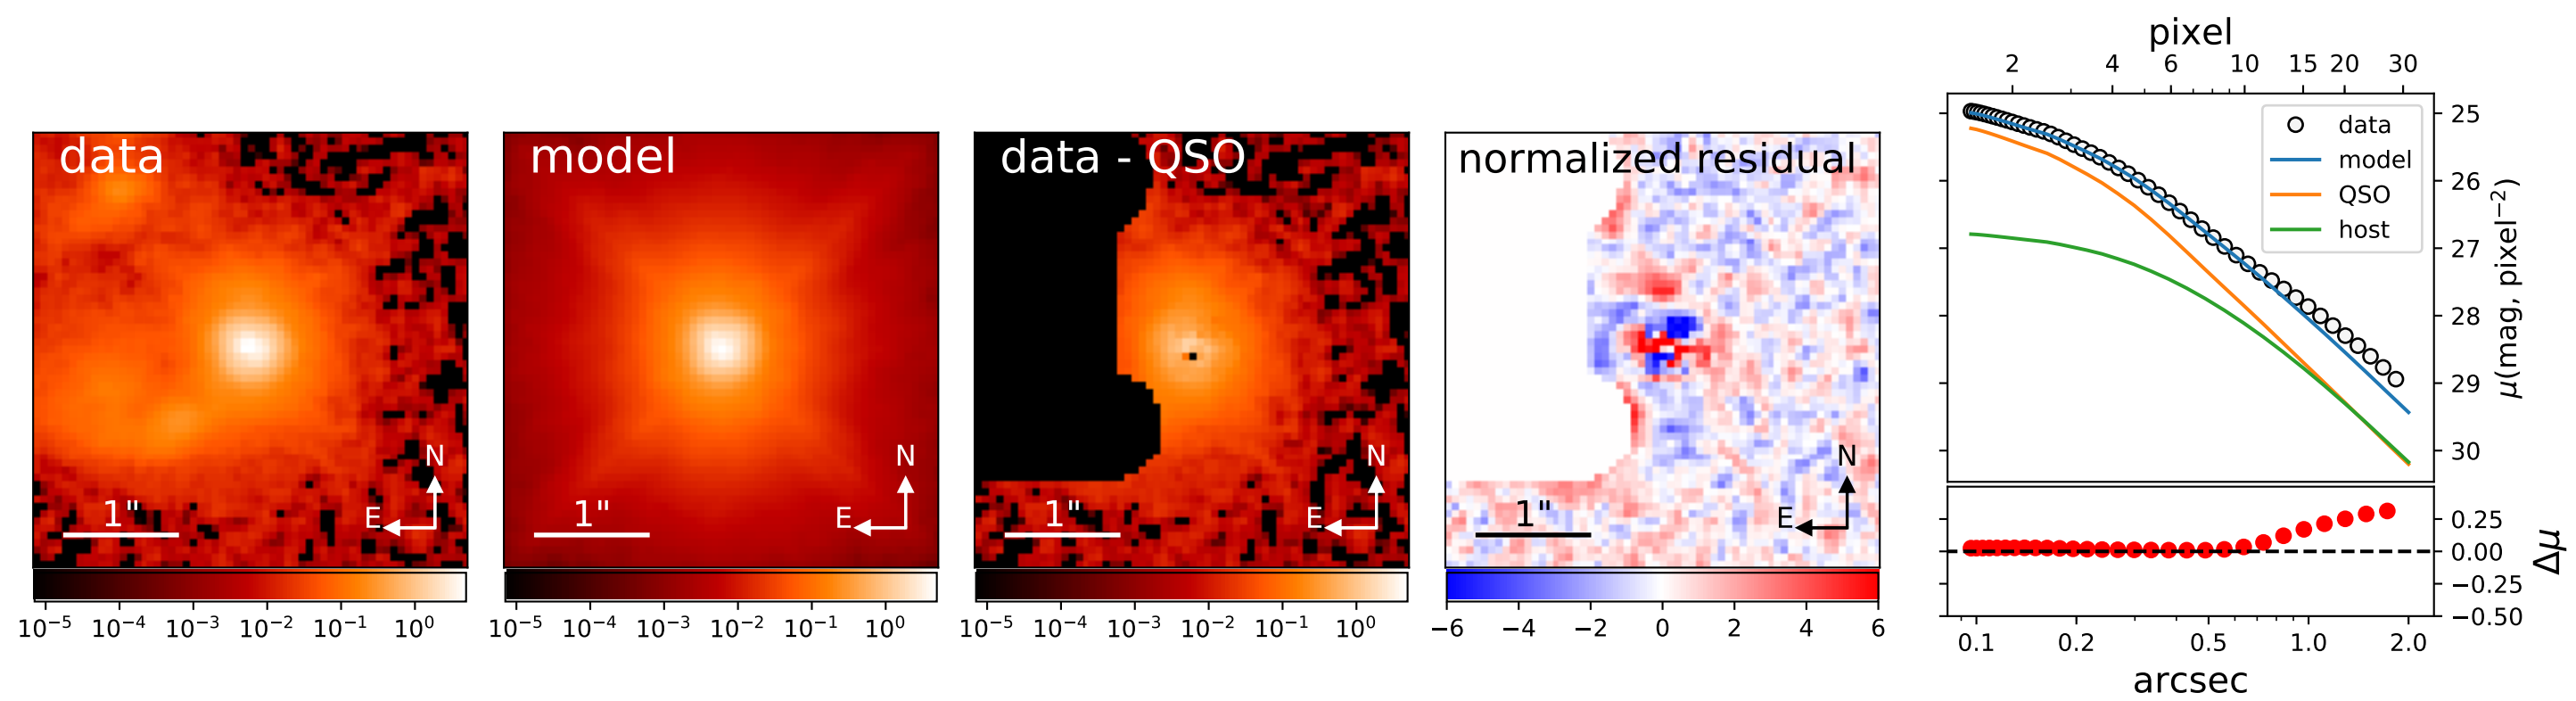 data
N
E
1"
10⁻⁵ 10⁻⁴ 10⁻³ 10⁻² 10⁻¹ 10⁰
model
N
E
1"
10⁻⁵ 10⁻⁴ 10⁻³ 10⁻² 10⁻¹ 10⁰
data - QSO
N
E
1"
10⁻⁵ 10⁻⁴ 10⁻³ 10⁻² 10⁻¹ 10⁰
normalized residual
N
E
1"
−6 −4 −2 0 2 4 6
pixel
2 4 6 10 15 20 30
data
model
QSO
host
25
26
27
28
29
30
μ(mag, pixel⁻²)
0.25
0.00
−0.25
−0.50
Δμ
0.1 0.2 0.5 1.0 2.0
arcsec